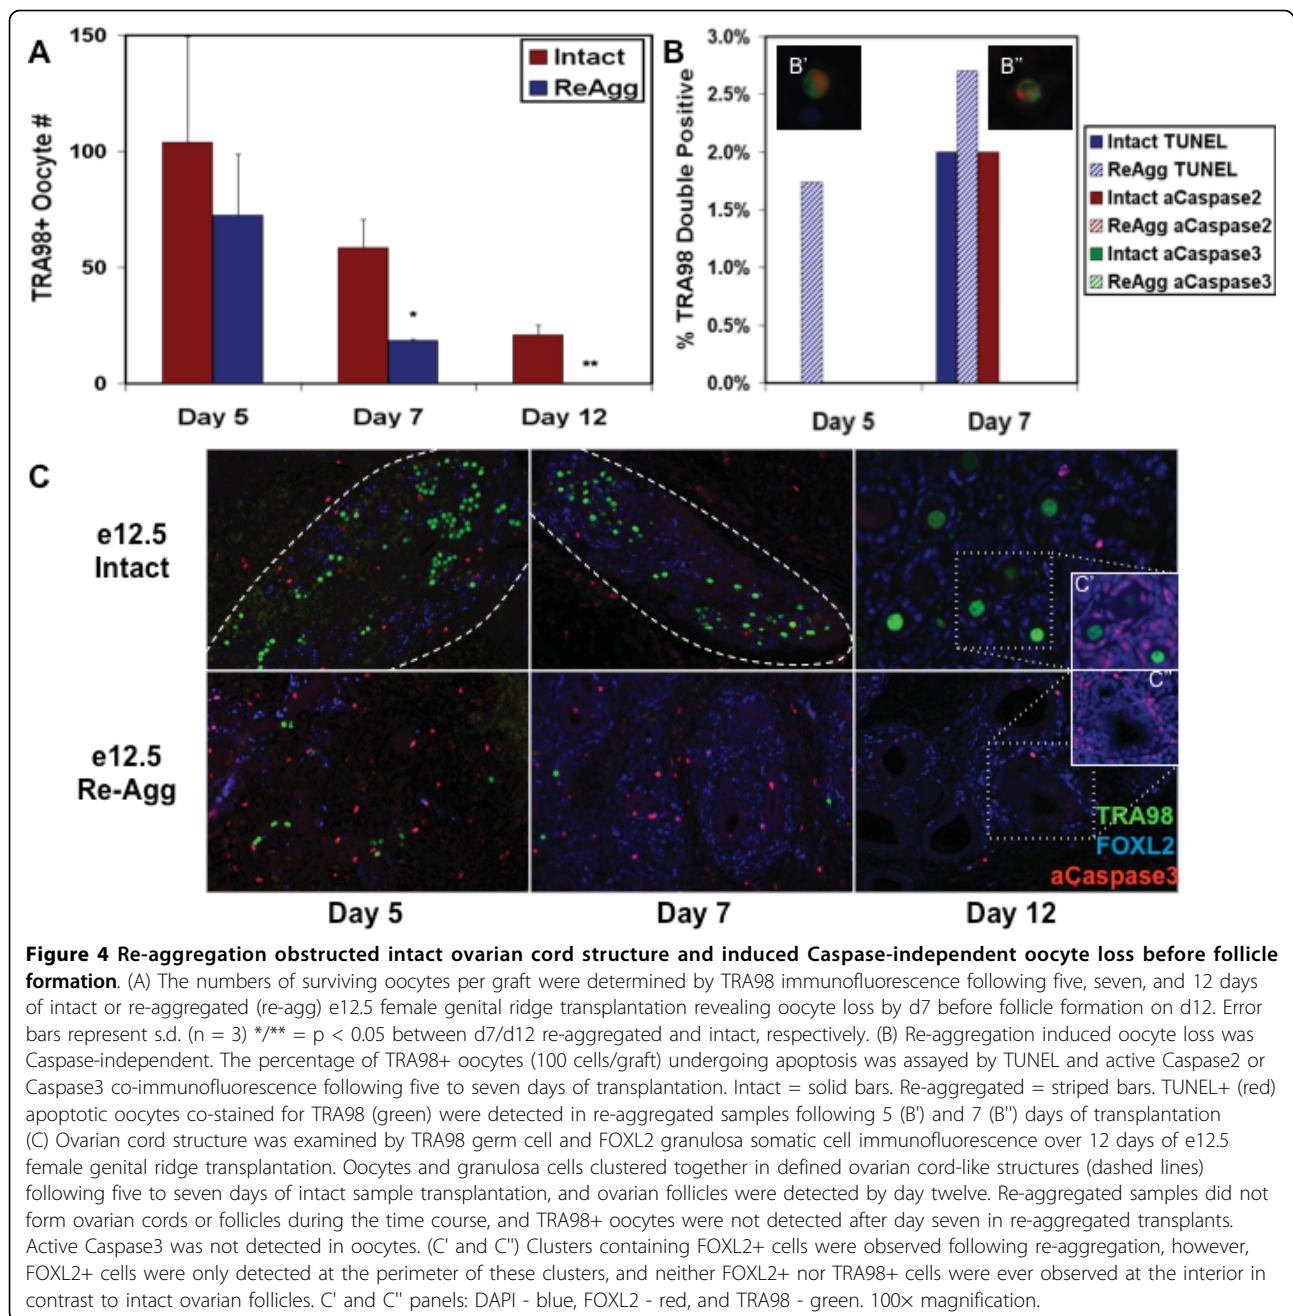 A
150
100
50
0
TRA98+ Oocyte #
Intact
ReAgg
*
**
Day 5
Day 7
Day 12
B
3.0%
2.5%
2.0%
1.5%
1.0%
0.5%
0.0%
% TRA98 Double Positive
B'
B"
Day 5
Day 7
Intact TUNEL
ReAgg TUNEL
Intact aCaspase2
ReAgg aCaspase2
Intact aCaspase3
ReAgg aCaspase3
C
e12.5
Intact
C'
e12.5
Re-Agg
C"
TRA98
FOXL2
aCaspase3
Day 5
Day 7
Day 12
Figure 4 Re-aggregation obstructed intact ovarian cord structure and induced Caspase-independent oocyte loss before follicle
formation. (A) The numbers of surviving oocytes per graft were determined by TRA98 immunofluorescence following five, seven, and 12 days
of intact or re-aggregated (re-agg) e12.5 female genital ridge transplantation revealing oocyte loss by d7 before follicle formation on d12. Error
bars represent s.d. (n = 3) */** = p < 0.05 between d7/d12 re-aggregated and intact, respectively. (B) Re-aggregation induced oocyte loss was
Caspase-independent. The percentage of TRA98+ oocytes (100 cells/graft) undergoing apoptosis was assayed by TUNEL and active Caspase2 or
Caspase3 co-immunofluorescence following five to seven days of transplantation. Intact = solid bars. Re-aggregated = striped bars. TUNEL+ (red)
apoptotic oocytes co-stained for TRA98 (green) were detected in re-aggregated samples following 5 (B') and 7 (B") days of transplantation
(C) Ovarian cord structure was examined by TRA98 germ cell and FOXL2 granulosa somatic cell immunofluorescence over 12 days of e12.5
female genital ridge transplantation. Oocytes and granulosa cells clustered together in defined ovarian cord-like structures (dashed lines)
following five to seven days of intact sample transplantation, and ovarian follicles were detected by day twelve. Re-aggregated samples did not
form ovarian cords or follicles during the time course, and TRA98+ oocytes were not detected after day seven in re-aggregated transplants.
Active Caspase3 was not detected in oocytes. (C' and C") Clusters containing FOXL2+ cells were observed following re-aggregation, however,
FOXL2+ cells were only detected at the perimeter of these clusters, and neither FOXL2+ nor TRA98+ cells were ever observed at the interior in
contrast to intact ovarian follicles. C' and C" panels: DAPI - blue, FOXL2 - red, and TRA98 - green. 100× magnification.